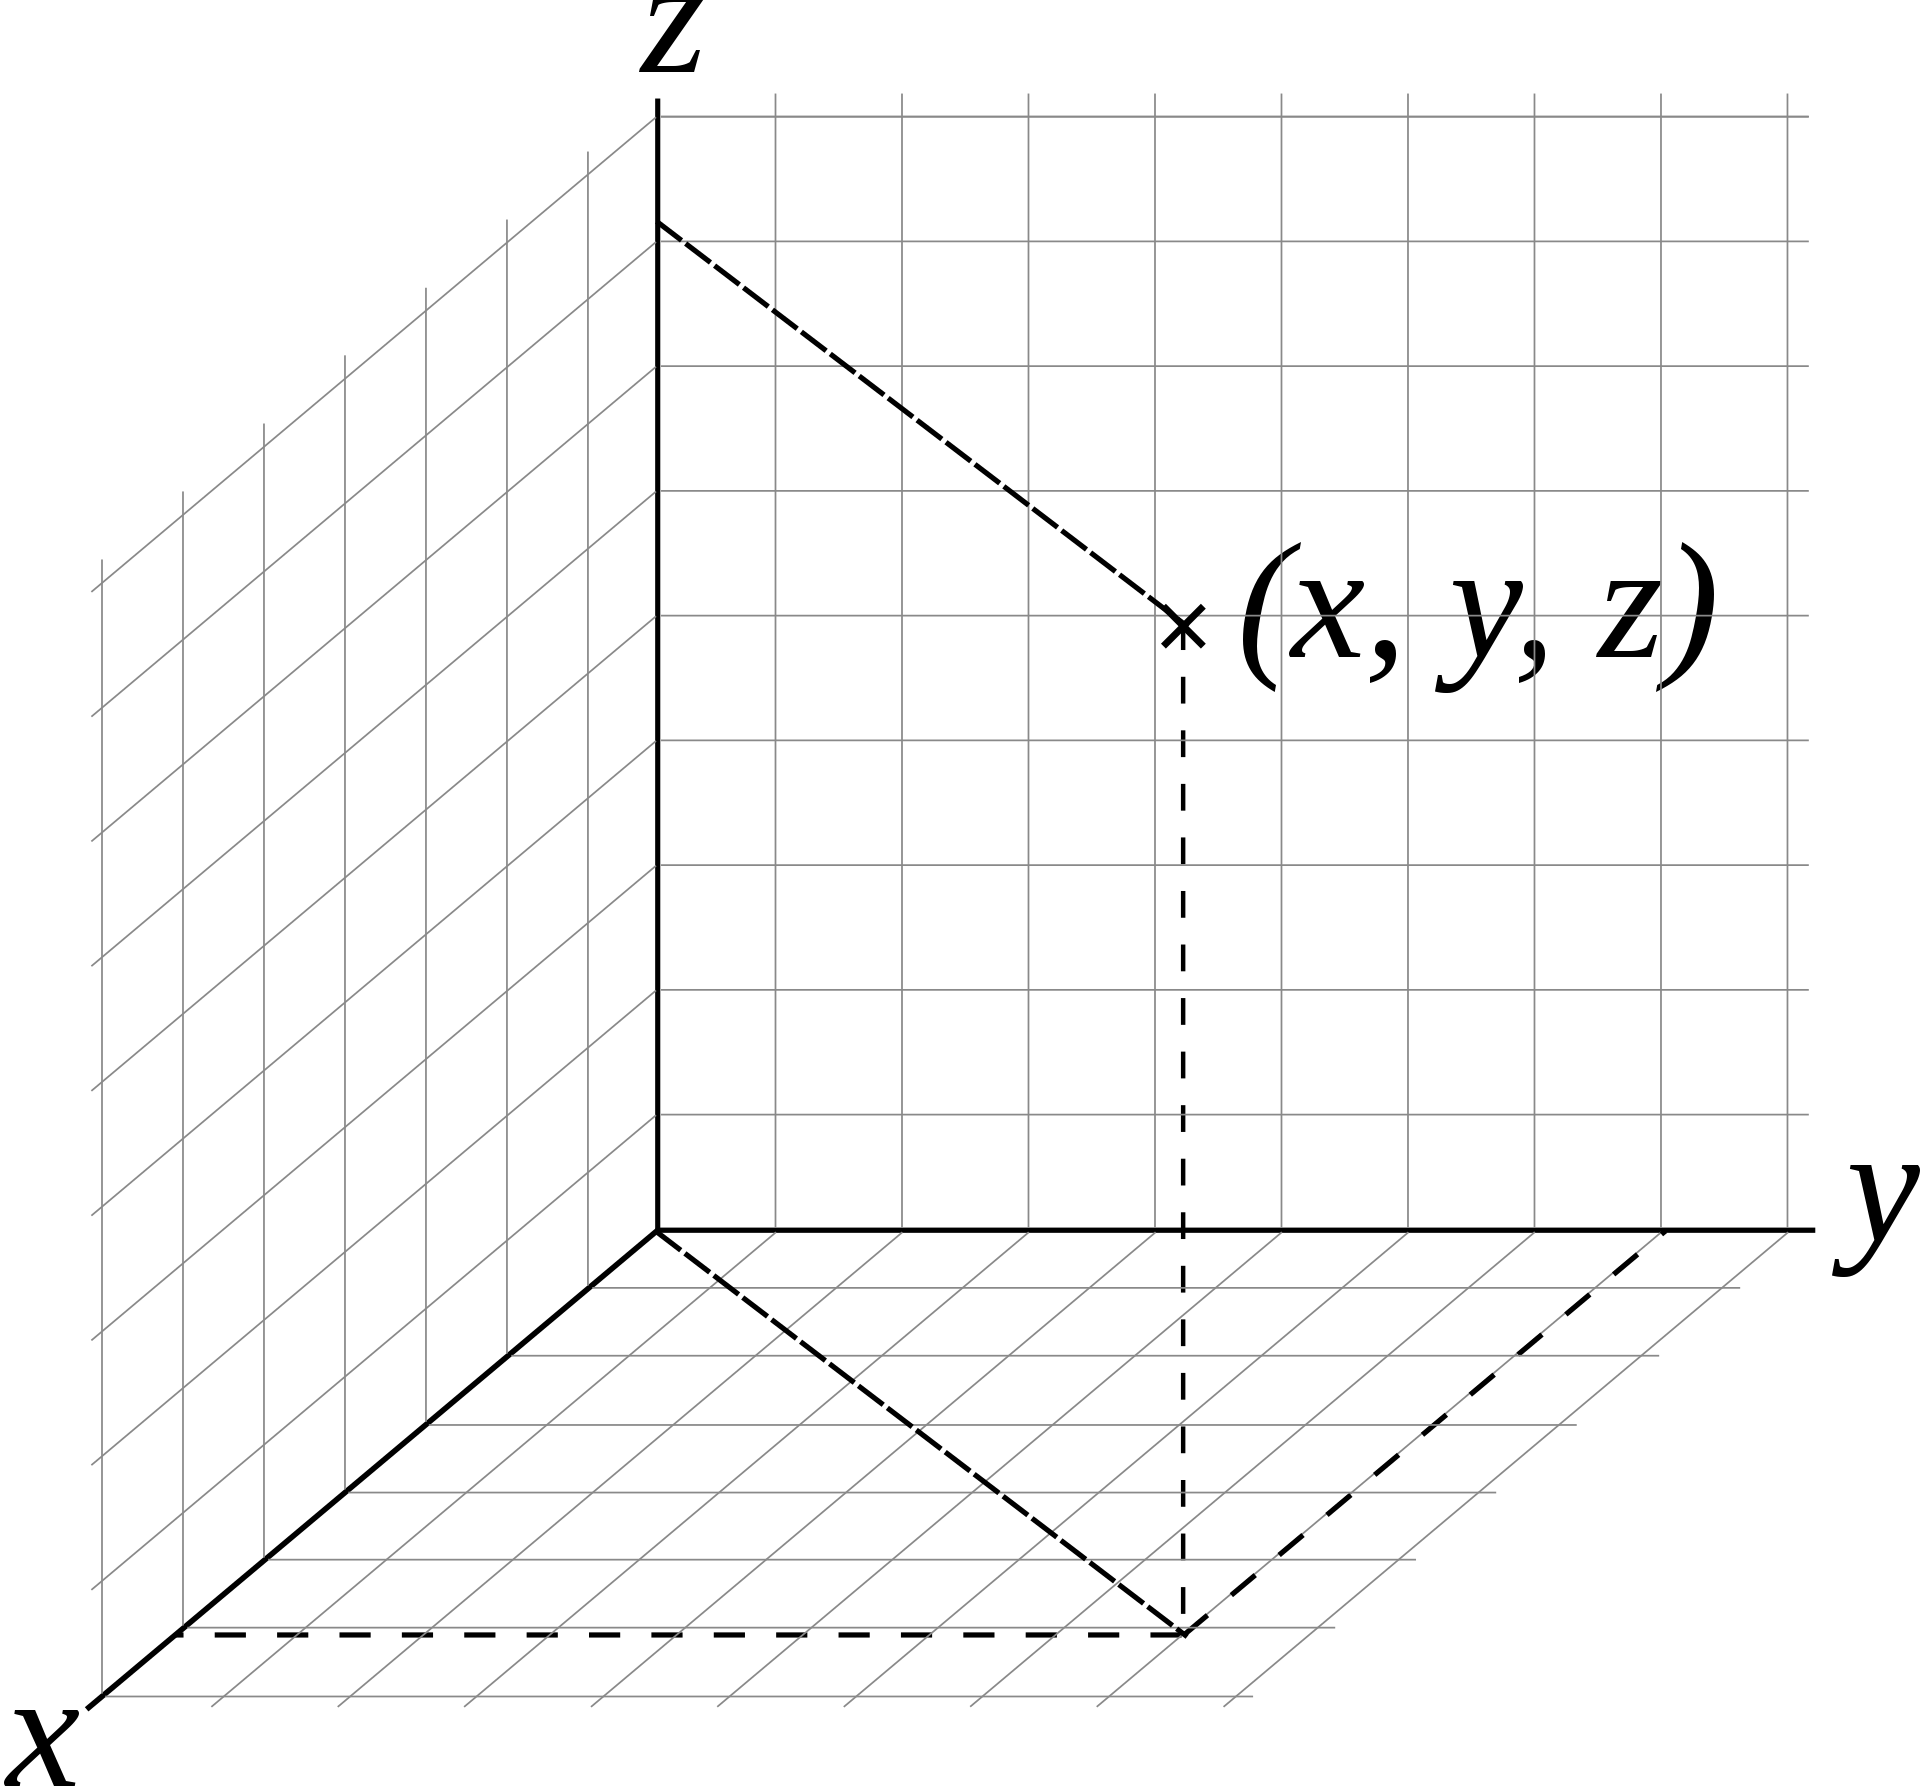 z
(x, y, z)
y
x